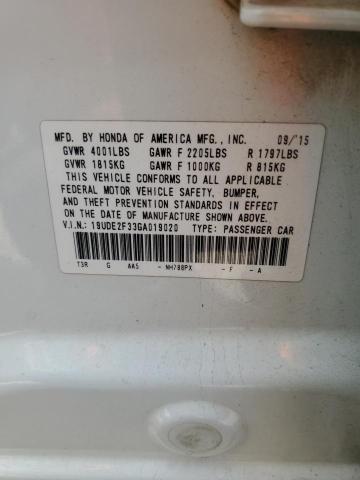 MFD. BY HONDA OF AMERICA MFG., INC. 09/'15
GVWR 4001LBS GAWR F 2205LBS R 1797LBS
GVWR 1815KG GAWR F 1000KG R 815KG
THIS VEHICLE CONFORMS TO ALL APPLICABLE
FEDERAL MOTOR VEHICLE SAFETY, BUMPER,
AND THEFT PREVENTION STANDARDS IN EFFECT
ON THE DATE OF MANUFACTURE SHOWN ABOVE.
V.I.N.: 19UDE2F33GA019020 TYPE: PASSENGER CAR
T3R G AA5 - NH788PX - F - A